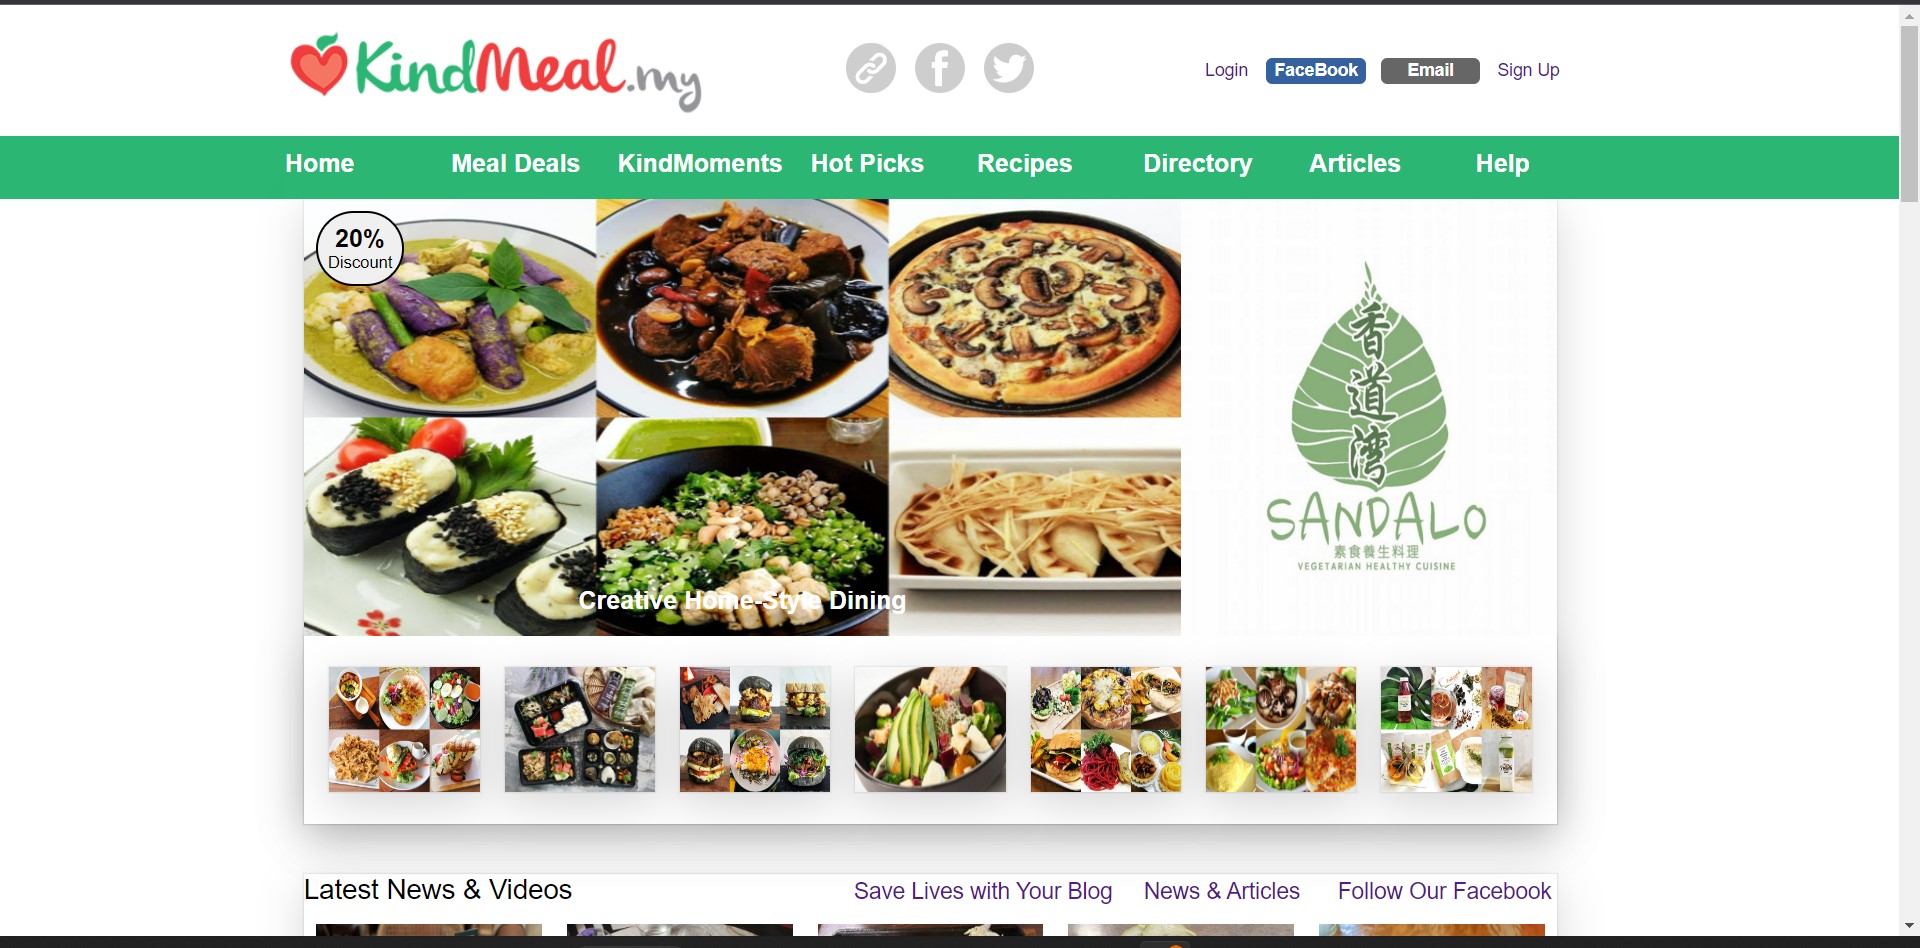 KindMeal.my
Login FaceBook Email Sign Up
Home Meal Deals KindMoments Hot Picks Recipes Directory Articles Help
20%
Discount
香道湾
SANDALO
素食養生料理
VEGETARIAN HEALTHY CUISINE
Creative Home-Style Dining
Latest News & Videos Save Lives with Your Blog News & Articles Follow Our Facebook